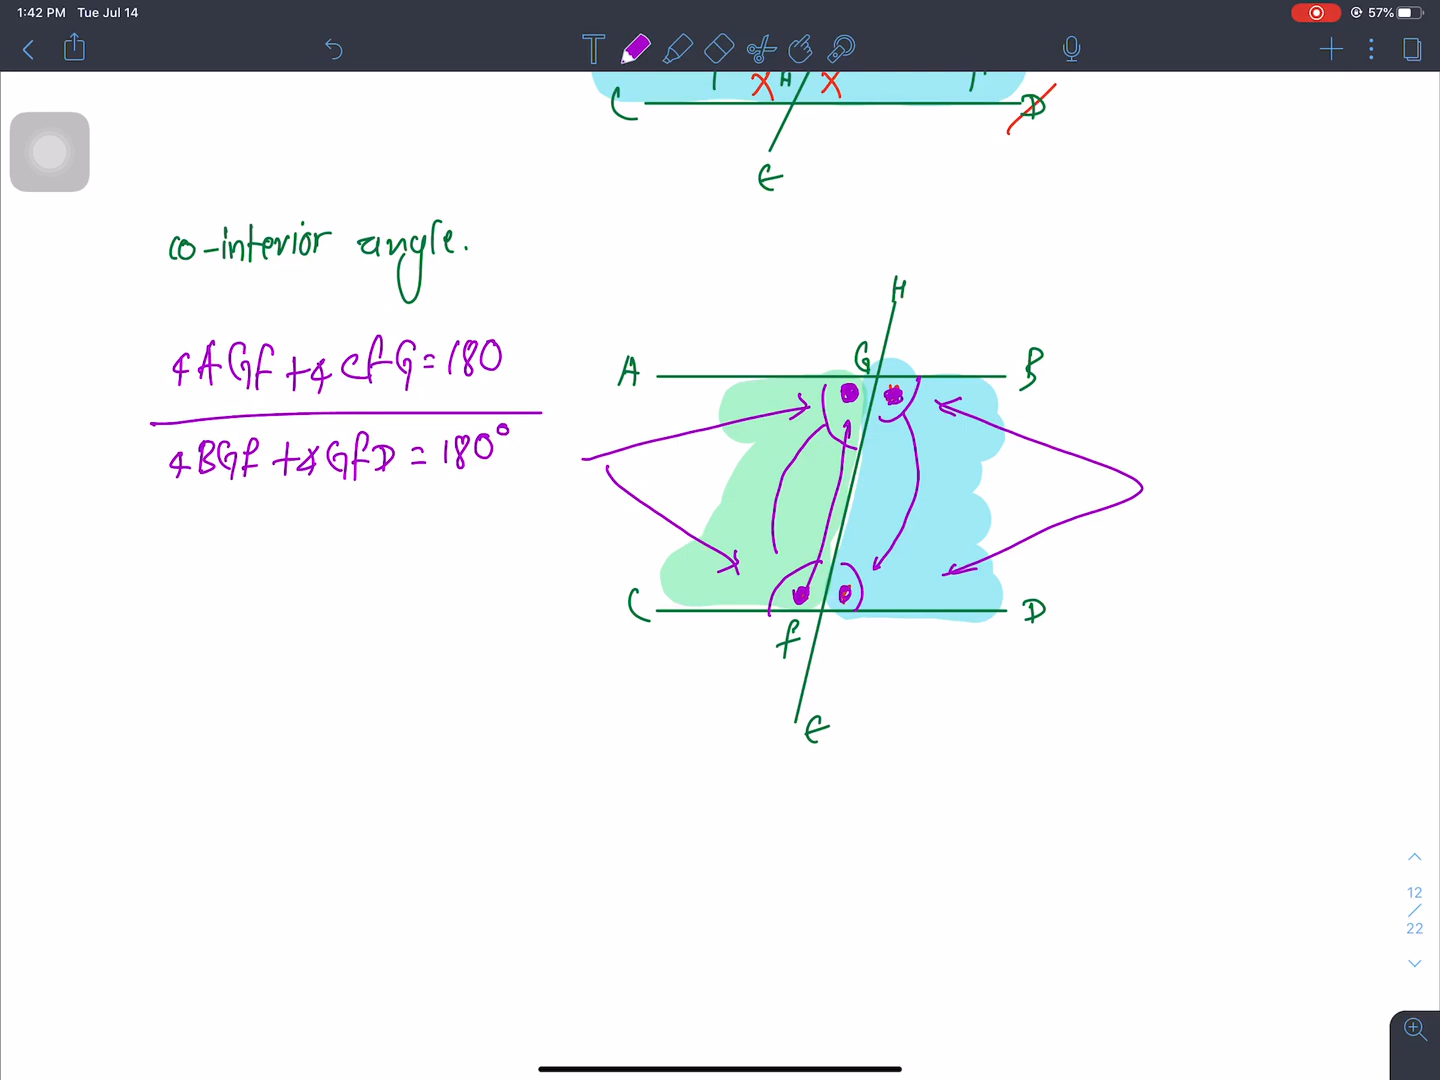 1:42 PM Tue Jul 14
57%
T
X H X
C D
E
co-interior angle.
H
∡AGF + ∡CFG = 180
G
A B
∡BGF + ∡GFD = 180°
C D
F
E
12
/
22